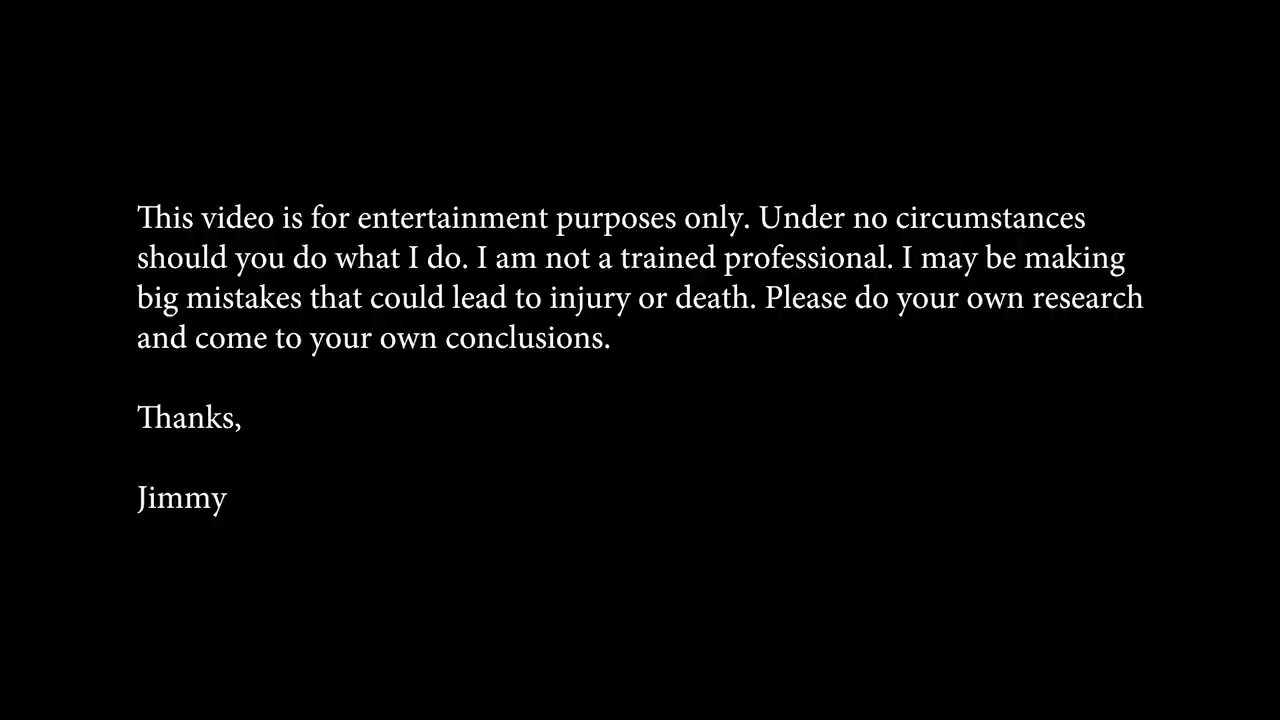 This video is for entertainment purposes only. Under no circumstances
should you do what I do. I am not a trained professional. I may be making
big mistakes that could lead to injury or death. Please do your own research
and come to your own conclusions.
Thanks,
Jimmy